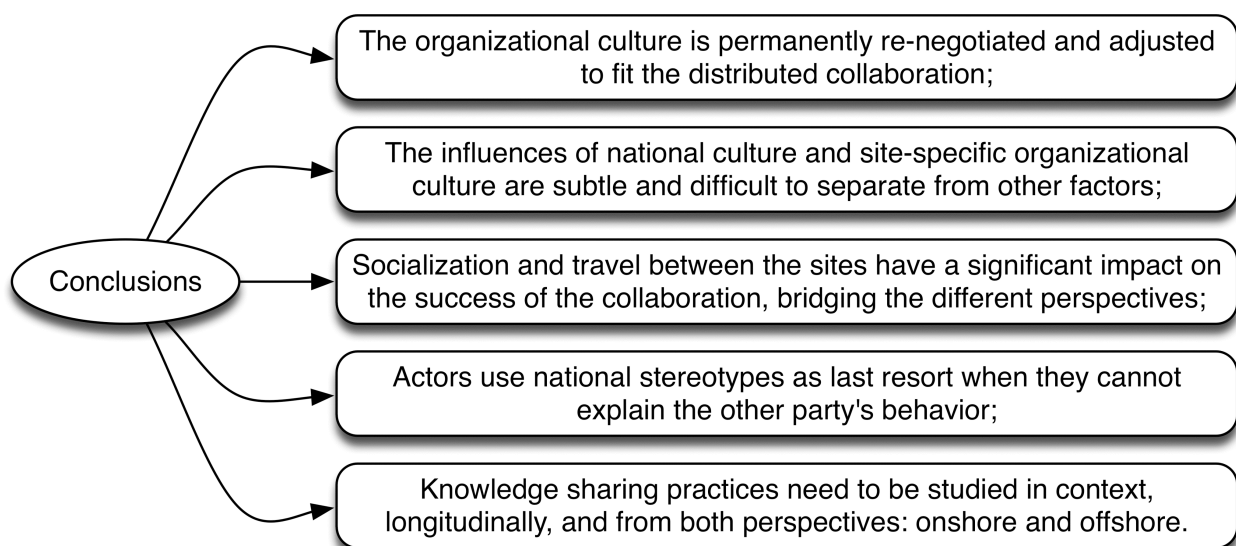 Conclusions
The organizational culture is permanently re-negotiated and adjusted
to fit the distributed collaboration;
The influences of national culture and site-specific organizational
culture are subtle and difficult to separate from other factors;
Socialization and travel between the sites have a significant impact on
the success of the collaboration, bridging the different perspectives;
Actors use national stereotypes as last resort when they cannot
explain the other party's behavior;
Knowledge sharing practices need to be studied in context,
longitudinally, and from both perspectives: onshore and offshore.